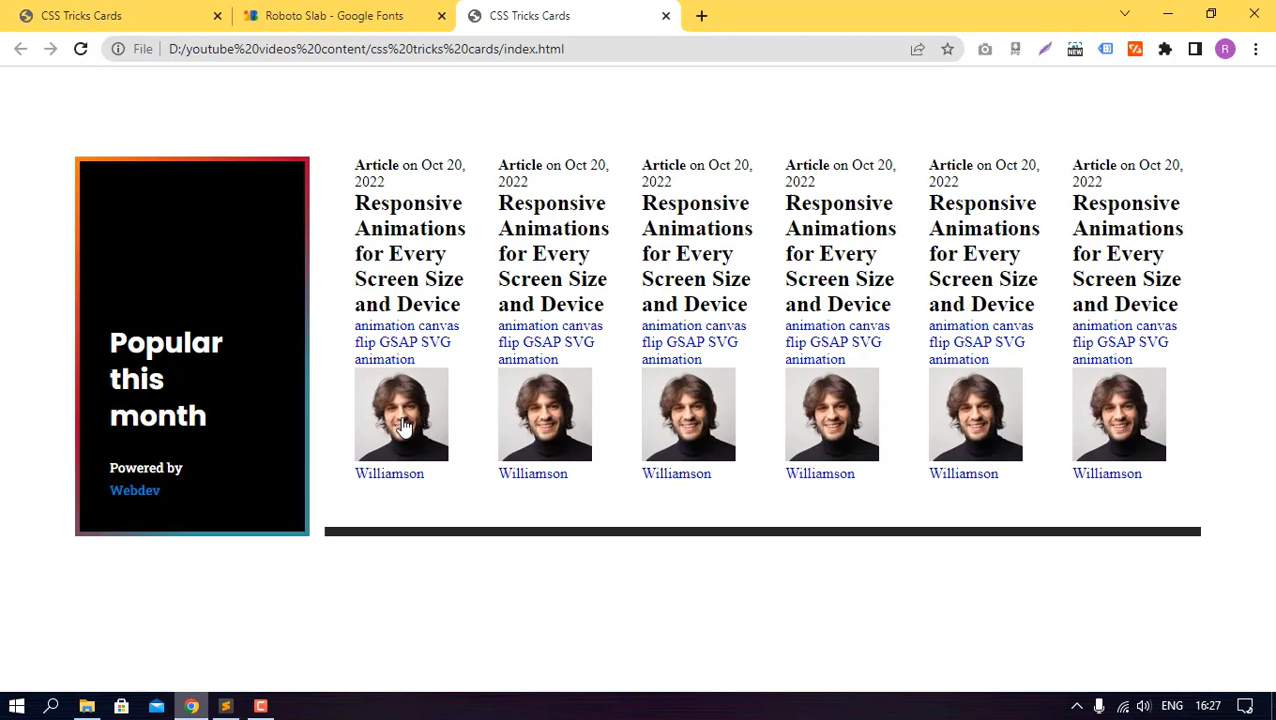 CSS Tricks Cards
Roboto Slab - Google Fonts
CSS Tricks Cards
File
D:/youtube%20videos%20content/css%20tricks%20cards/index.html
NEW
R
Popular
this
month
Powered by
Webdev
Article on Oct 20,
2022
Responsive
Animations
for Every
Screen Size
and Device
animation canvas
flip GSAP SVG
animation
Williamson
Article on Oct 20,
2022
Responsive
Animations
for Every
Screen Size
and Device
animation canvas
flip GSAP SVG
animation
Williamson
Article on Oct 20,
2022
Responsive
Animations
for Every
Screen Size
and Device
animation canvas
flip GSAP SVG
animation
Williamson
Article on Oct 20,
2022
Responsive
Animations
for Every
Screen Size
and Device
animation canvas
flip GSAP SVG
animation
Williamson
Article on Oct 20,
2022
Responsive
Animations
for Every
Screen Size
and Device
animation canvas
flip GSAP SVG
animation
Williamson
Article on Oct 20,
2022
Responsive
Animations
for Every
Screen Size
and Device
animation canvas
flip GSAP SVG
animation
Williamson
ENG
16:27